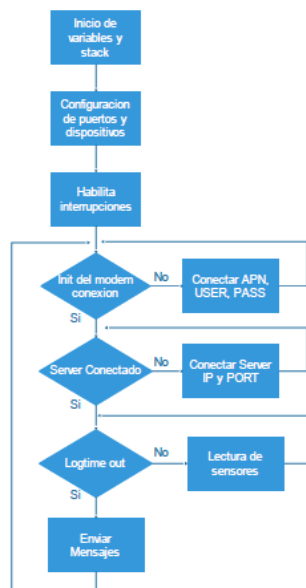 Inicio de
variables y
stack
Configuracion
de puertos y
dispositivos
Habilita
interrupciones
Init del modem
conexion
No
Conectar APN,
USER, PASS
Si
Server Conectado
No
Conectar Server
IP y PORT
Si
Logtime out
No
Lectura de
sensores
Si
Enviar
Mensajes